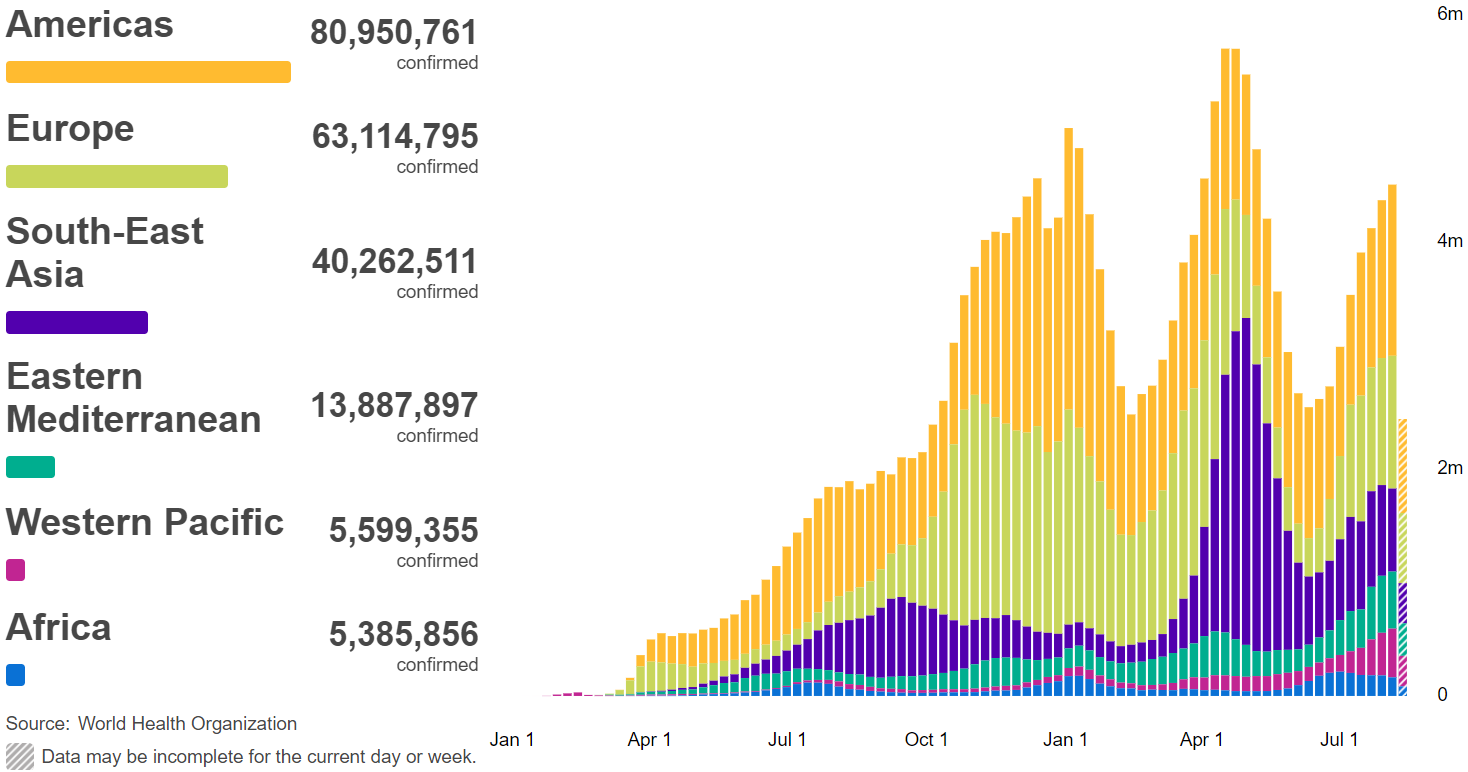 Americas
80,950,761
confirmed
Europe
63,114,795
confirmed
South-East
Asia
40,262,511
confirmed
Eastern
Mediterranean
13,887,897
confirmed
Western Pacific
5,599,355
confirmed
Africa
5,385,856
confirmed
Source: World Health Organization
Data may be incomplete for the current day or week.
6m
4m
2m
0
Jan 1
Apr 1
Jul 1
Oct 1
Jan 1
Apr 1
Jul 1